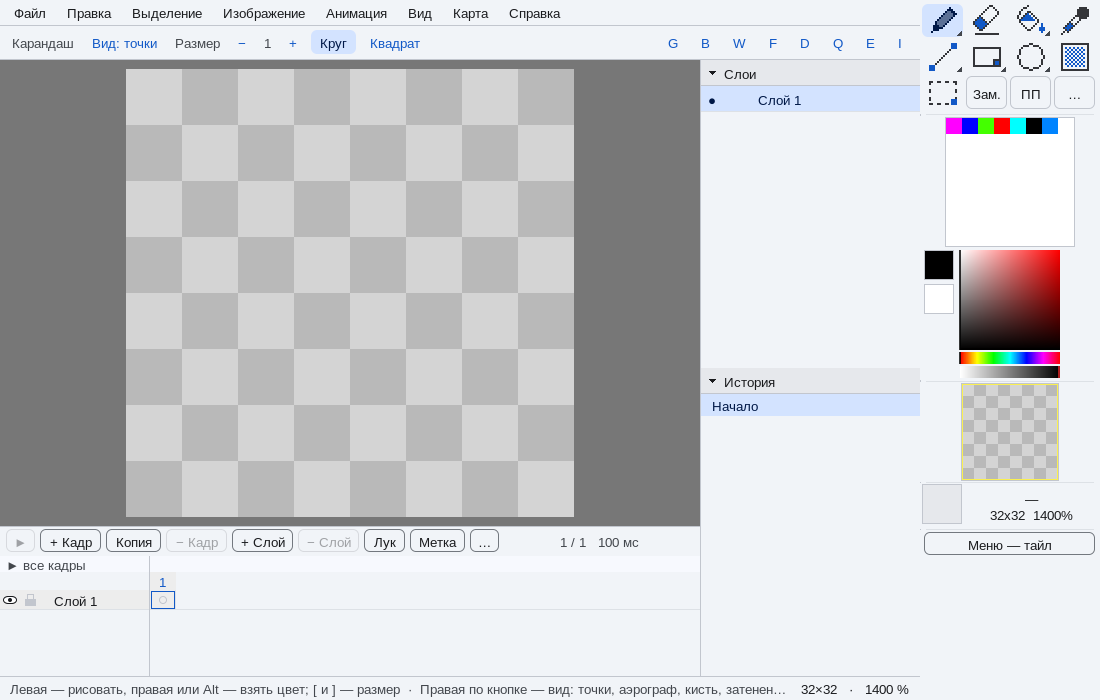 Файл Правка Выделение Изображение Анимация Вид Карта Справка
Карандаш Вид: точки Размер − 1 + Круг Квадрат G B W F D Q E I
Зам. ПП ...
Слои
● Слой 1
История
Начало
—
32x32 1400%
Меню — тайл
► + Кадр Копия − Кадр + Слой − Слой Лук Метка ... 1 / 1 100 мс
► все кадры
1
Слой 1
Левая — рисовать, правая или Alt — взять цвет; [ и ] — размер · Правая по кнопке — вид: точки, аэрограф, кисть, затенен… 32×32 · 1400 %